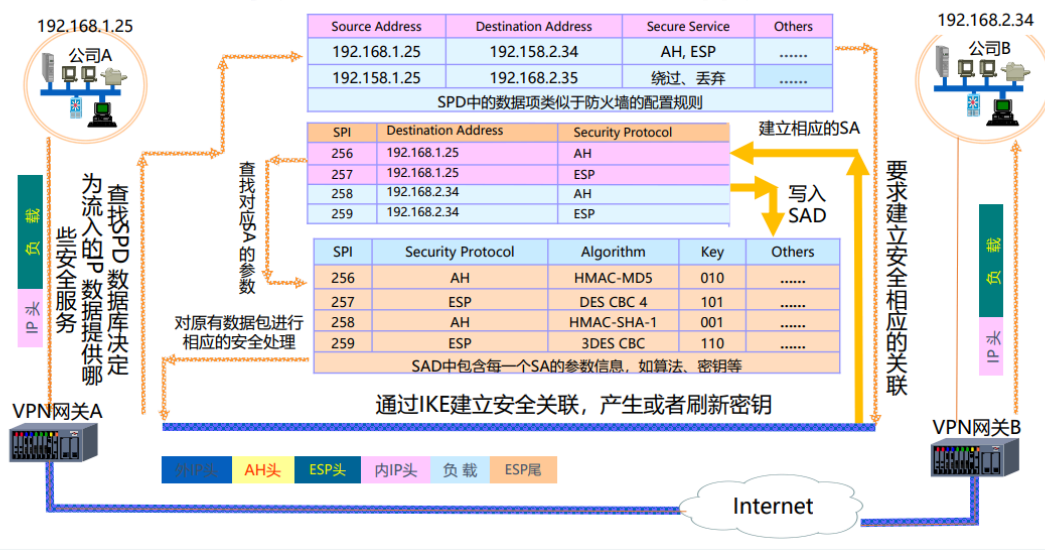 192.168.1.25
公司A
192.168.2.34
公司B
Source Address Destination Address Secure Service Others
192.168.1.25 192.158.2.34 AH, ESP ......
192.158.1.25 192.168.2.35 绕过、丢弃 ......
SPD中的数据项类似于防火墙的配置规则
SPI Destination Address Security Protocol
256 192.168.1.25 AH
257 192.168.1.25 ESP
258 192.168.2.34 AH
259 192.168.2.34 ESP
建立相应的SA
写入
SAD
SPI Security Protocol Algorithm Key Others
256 AH HMAC-MD5 010 ......
257 ESP DES CBC 4 101 ......
258 AH HMAC-SHA-1 001 ......
259 ESP 3DES CBC 110 ......
SAD中包含每一个SA的参数信息，如算法、密钥等
查找对应SA的参数
对原有数据包进行
相应的安全处理
查找SPD数据库决定
为流入的IP 数据提供哪
些安全服务
要求建立安全相应的关联
负 载
IP头
负 载
IP头
通过IKE建立安全关联，产生或者刷新密钥
VPN网关A
VPN网关B
外IP头 AH头 ESP头 内IP头 负 载 ESP尾
Internet